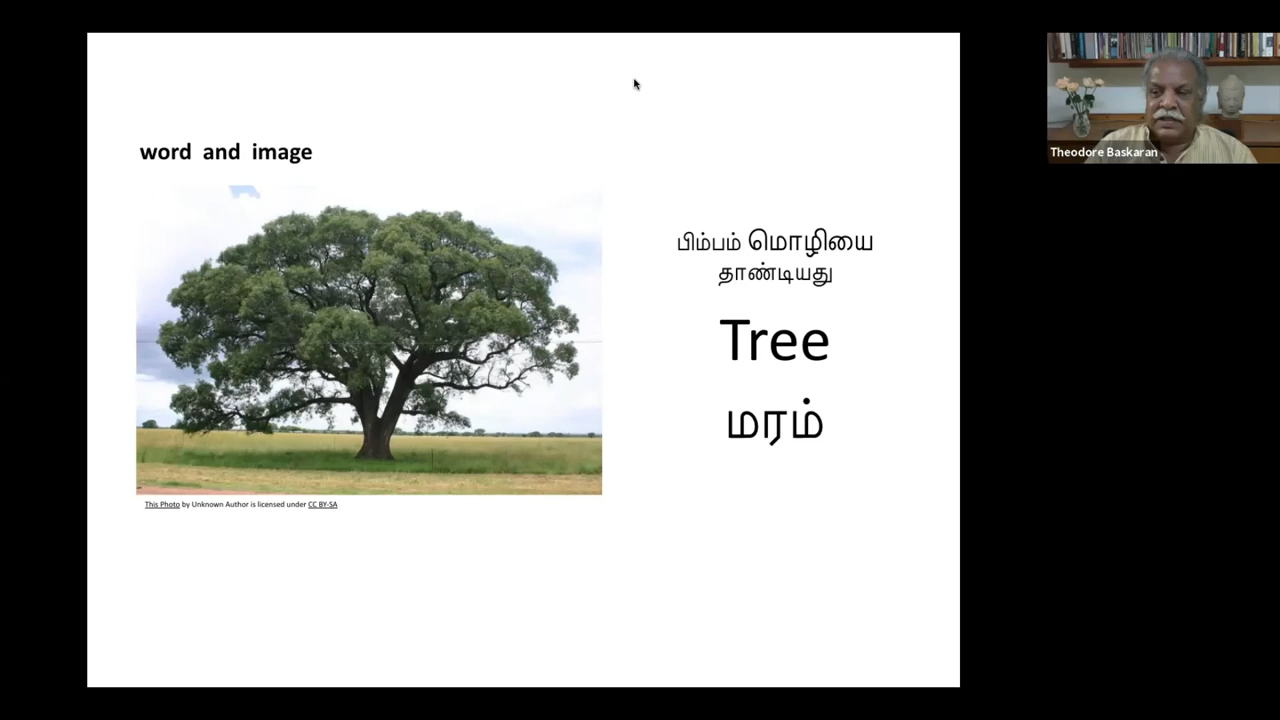 word and image
பிம்பம் மொழியை
தாண்டியது
Tree
மரம்
This Photo by Unknown Author is licensed under CC BY-SA
Theodore Baskaran